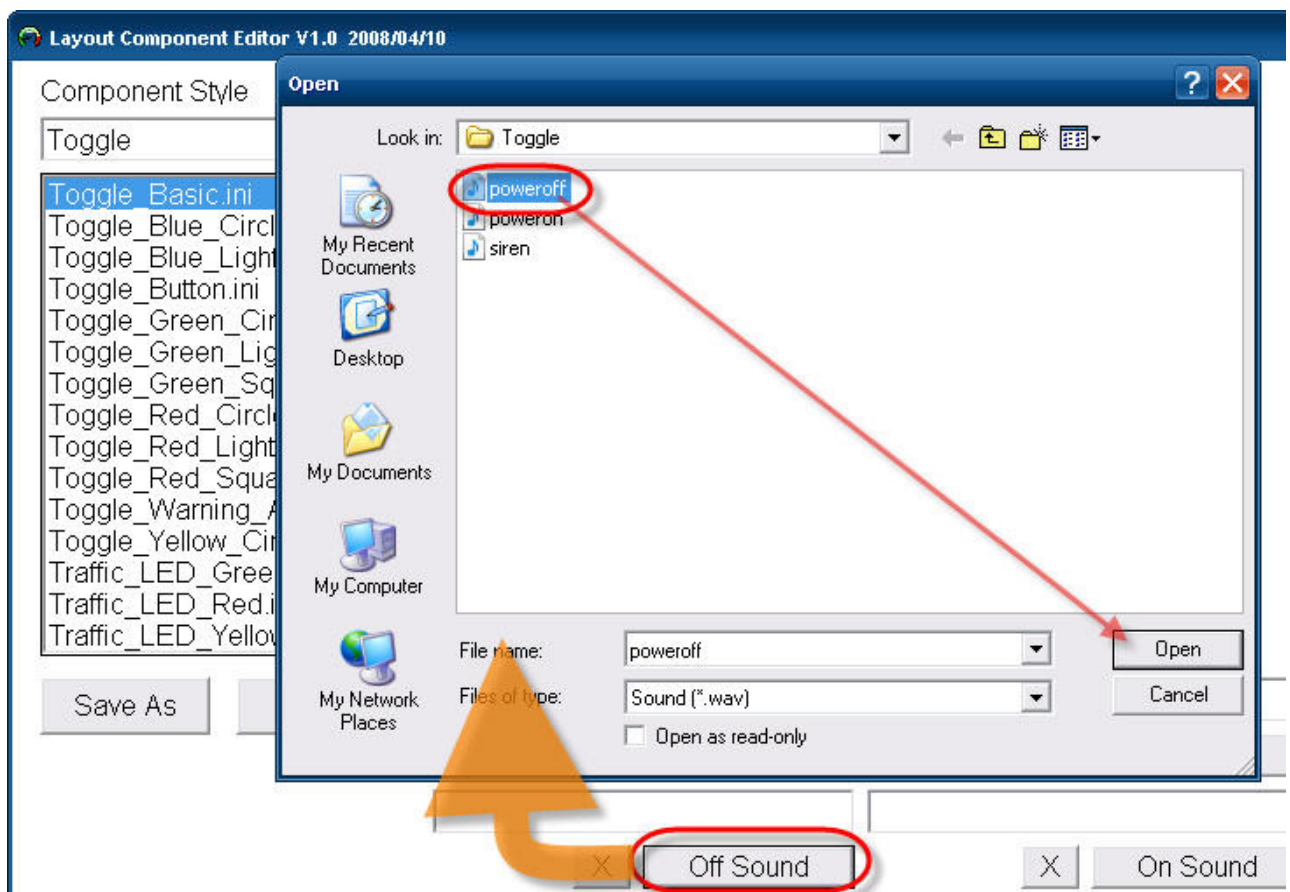 Layout Component Editor V1.0 2008/04/10
Component Style
Toggle
Toggle_Basic.ini
Toggle_Blue_Circl
Toggle_Blue_Light
Toggle_Button.ini
Toggle_Green_Cir
Toggle_Green_Lig
Toggle_Green_Sq
Toggle_Red_Circl
Toggle_Red_Light
Toggle_Red_Squa
Toggle_Warning_A
Toggle_Yellow_Cir
Traffic_LED_Gree
Traffic_LED_Red.i
Traffic_LED_Yellov
Save As
Open
?
X
Look in:
Toggle
My Recent
Documents
Desktop
My Documents
My Computer
My Network
Places
poweroff
poweron
siren
File name:
poweroff
Open
Files of type:
Sound (*.wav)
Cancel
Open as read-only
X
Off Sound
X
On Sound